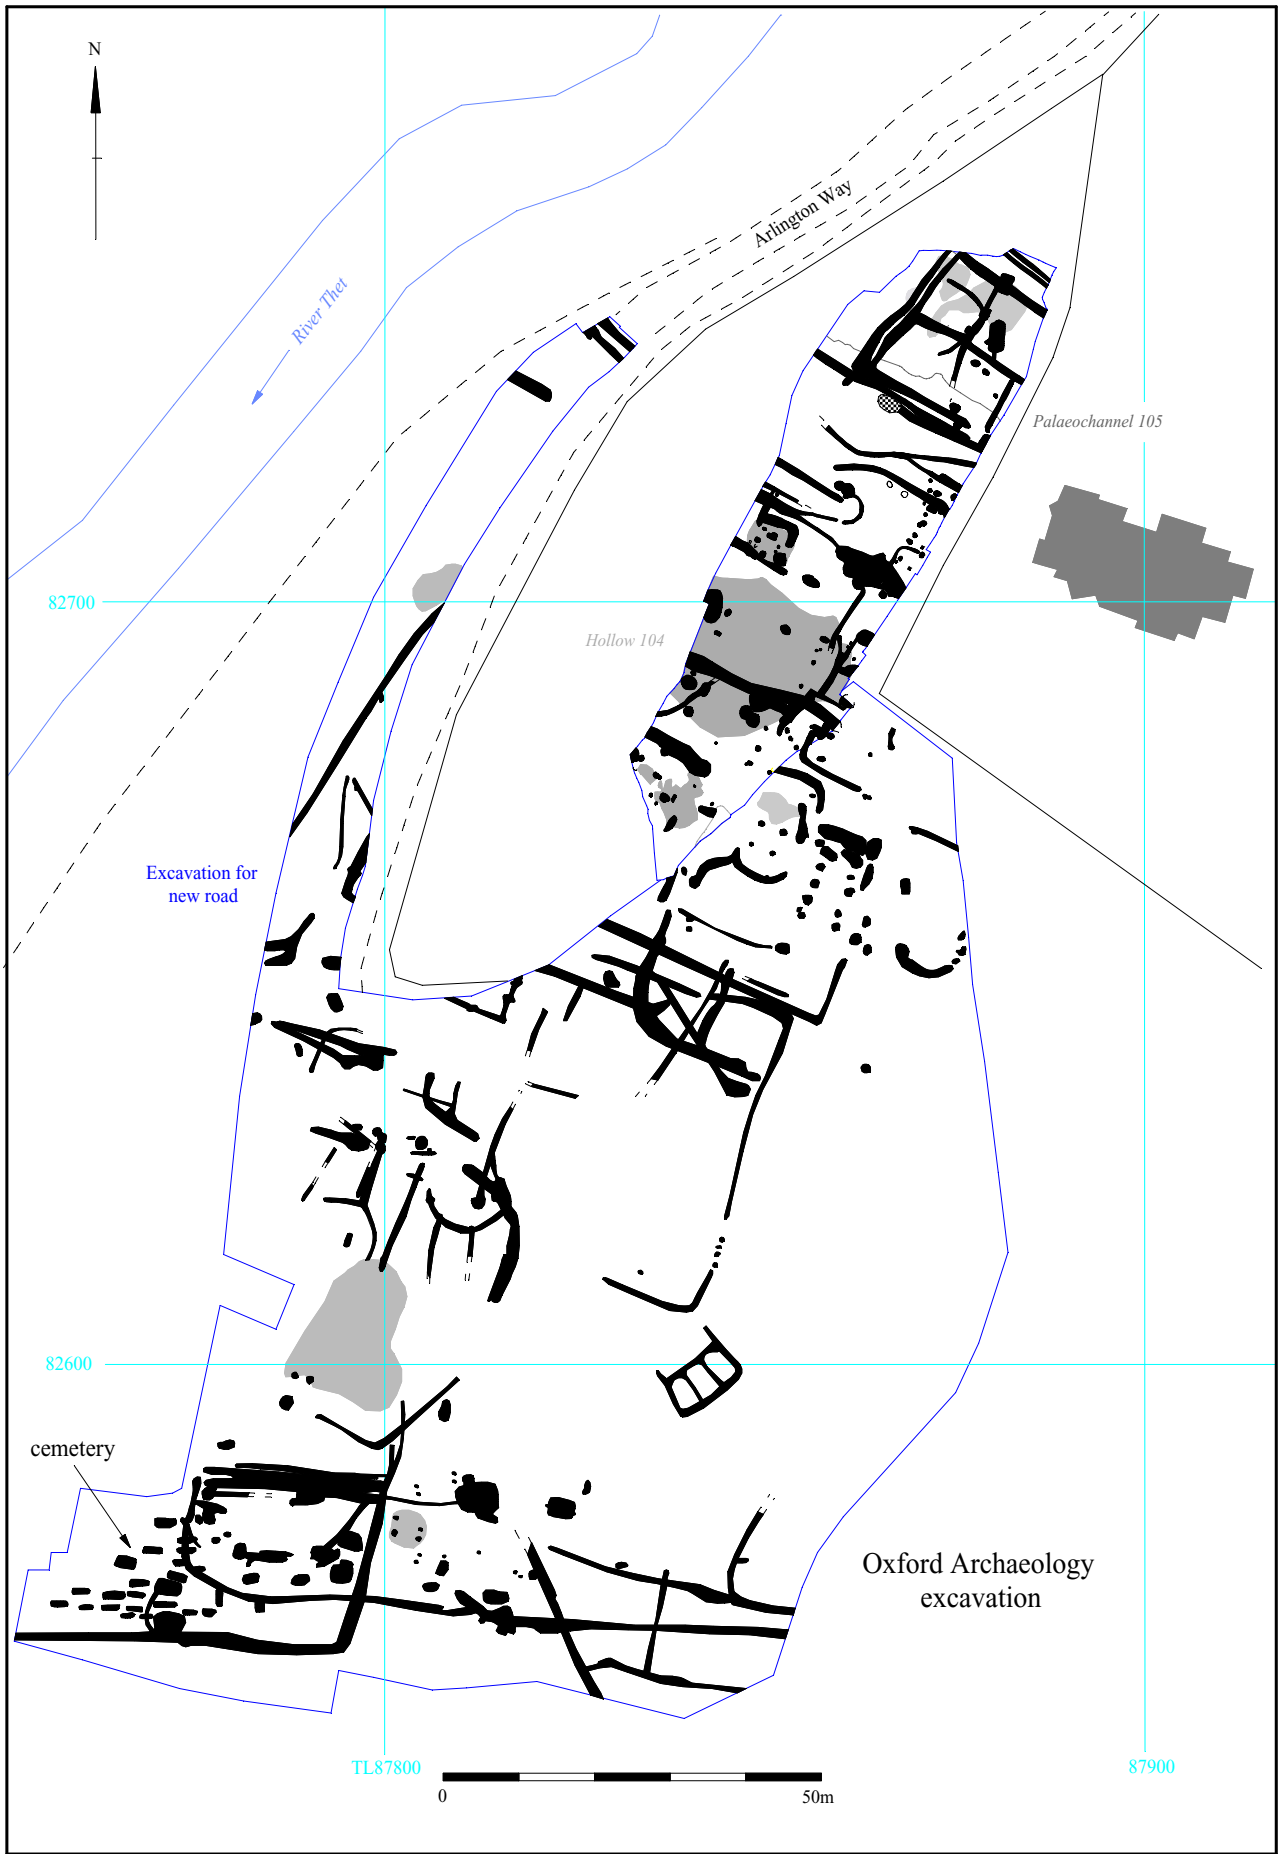 N
Arlington Way
River Thet
Palaeochannel 105
82700
Hollow 104
Excavation for
new road
82600
cemetery
Oxford Archaeology
excavation
TL87800
87900
0
50m